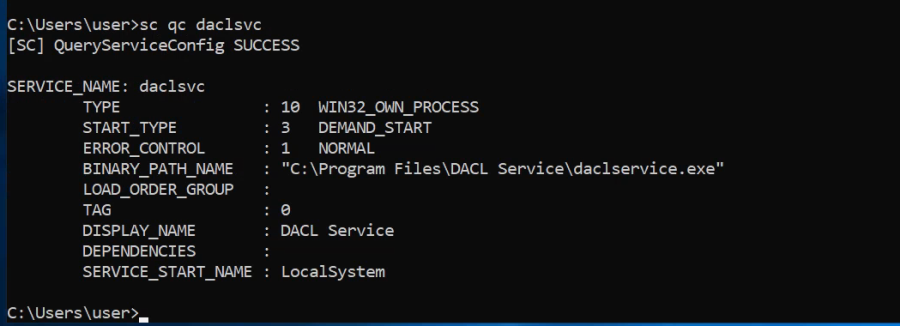 C:\Users\user>sc qc daclsvc
[SC] QueryServiceConfig SUCCESS
SERVICE_NAME: daclsvc
        TYPE               : 10  WIN32_OWN_PROCESS
        START_TYPE         : 3   DEMAND_START
        ERROR_CONTROL      : 1   NORMAL
        BINARY_PATH_NAME   : "C:\Program Files\DACL Service\daclservice.exe"
        LOAD_ORDER_GROUP   :
        TAG                : 0
        DISPLAY_NAME       : DACL Service
        DEPENDENCIES       :
        SERVICE_START_NAME : LocalSystem
C:\Users\user>